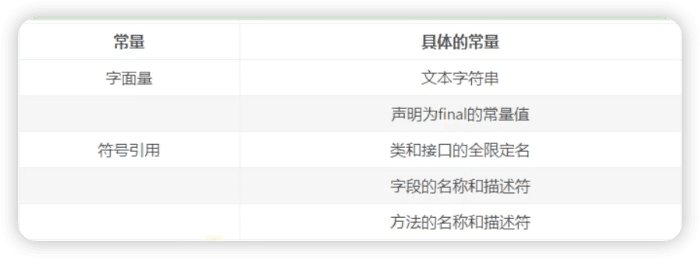 常量 具体的常量
字面量 文本字符串
声明为final的常量值
符号引用 类和接口的全限定名
字段的名称和描述符
方法的名称和描述符